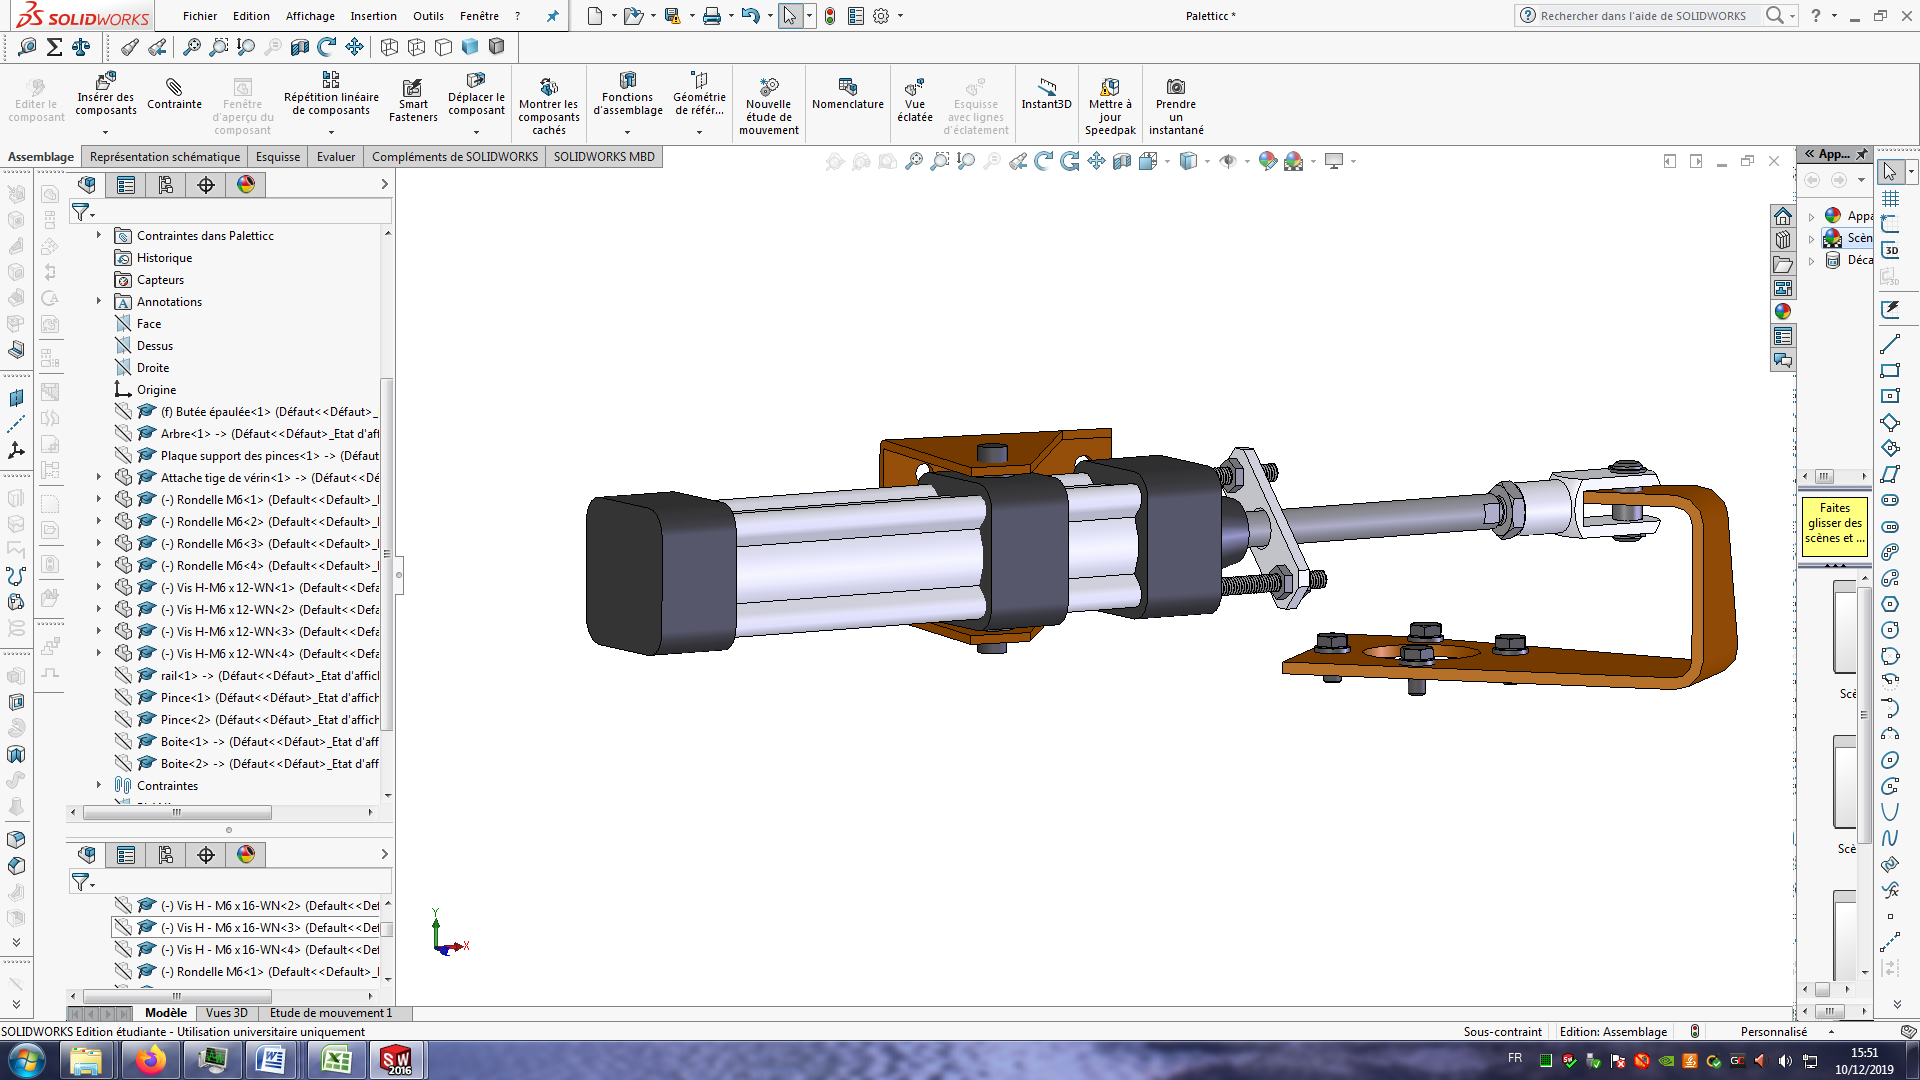 SOLIDWORKS
Fichier Edition Affichage Insertion Outils Fenêtre ?
Paletticc *
Rechercher dans l'aide de SOLIDWORKS
Editer le composant
Insérer des composants
Contrainte
Fenêtre d'aperçu du composant
Répétition linéaire de composants
Smart Fasteners
Déplacer le composant
Montrer les composants cachés
Fonctions d'assemblage
Géométrie de référ...
Nouvelle étude de mouvement
Nomenclature
Vue éclatée
Esquisse avec lignes d'éclatement
Instant3D
Mettre à jour Speedpak
Prendre un instantané
Assemblage Représentation schématique Esquisse Evaluer Compléments de SOLIDWORKS SOLIDWORKS MBD
App...
Contraintes dans Paletticc
Historique
Capteurs
Annotations
Face
Dessus
Droite
Origine
(f) Butée épaulée<1> (Défaut<<Défaut>_
Arbre<1> -> (Défaut<<Défaut>_Etat d'aff
Plaque support des pinces<1> -> (Défaut
Attache tige de vérin<1> -> (Défaut<<Dé
(-) Rondelle M6<1> (Default<<Default>_
(-) Rondelle M6<2> (Default<<Default>_
(-) Rondelle M6<3> (Default<<Default>_
(-) Rondelle M6<4> (Default<<Default>_
(-) Vis H-M6 x 12-WN<1> (Default<<Defa
(-) Vis H-M6 x 12-WN<2> (Default<<Defa
(-) Vis H-M6 x 12-WN<3> (Default<<Defa
(-) Vis H-M6 x 12-WN<4> (Default<<Defa
rail<1> -> (Défaut<<Défaut>_Etat d'affich
Pince<1> (Défaut<<Défaut>_Etat d'affich
Pince<2> (Défaut<<Défaut>_Etat d'affich
Boite<1> -> (Défaut<<Défaut>_Etat d'aff
Boite<2> -> (Défaut<<Défaut>_Etat d'aff
Contraintes
(-) Vis H - M6 x 16-WN<2> (Default<<Def
(-) Vis H - M6 x 16-WN<3> (Default<<Def
(-) Vis H - M6 x 16-WN<4> (Default<<Def
(-) Rondelle M6<1> (Default<<Default>_
Appa
Scèn
Déca
3D
Faites glisser des scènes et ...
Scè
Scè
Y
X
Modèle Vues 3D Etude de mouvement 1
SOLIDWORKS Edition étudiante - Utilisation universitaire uniquement
Sous-contraint Edition: Assemblage Personnalisé
SW 2016
FR
15:51
10/12/2019